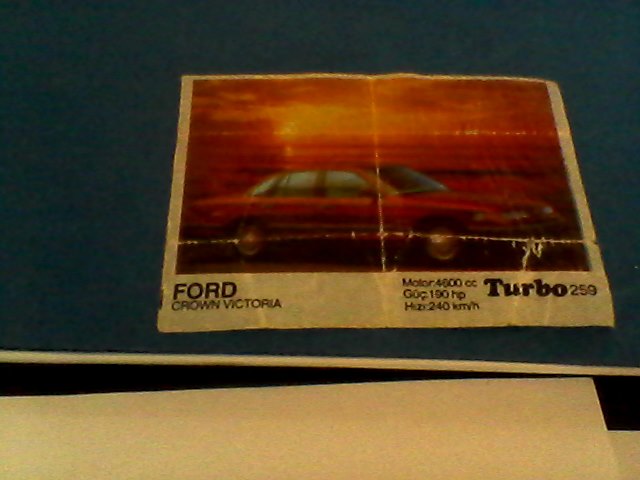 FORD
CROWN VICTORIA
Motor:4600 cc
Güç:190 hp
Hızı:240 km/h
Turbo 259